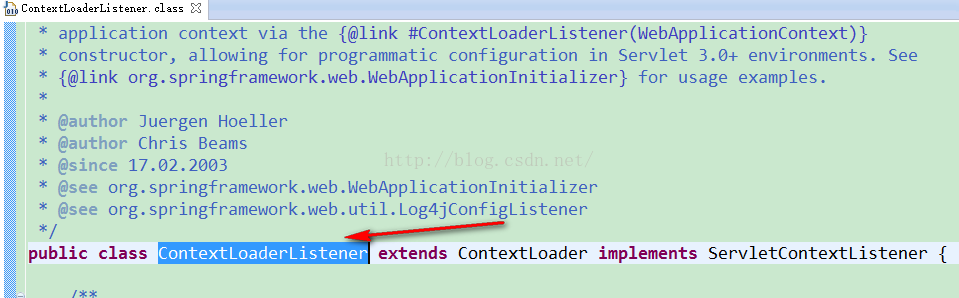 ContextLoaderListener.class
* application context via the {@link #ContextLoaderListener(WebApplicationContext)}
* constructor, allowing for programmatic configuration in Servlet 3.0+ environments. See
* {@link org.springframework.web.WebApplicationInitializer} for usage examples.
*
* @author Juergen Hoeller
* @author Chris Beams
http://blog.csdn.net/
* @since 17.02.2003
* @see org.springframework.web.WebApplicationInitializer
* @see org.springframework.web.util.Log4jConfigListener
*/
public class ContextLoaderListener extends ContextLoader implements ServletContextListener {
/**